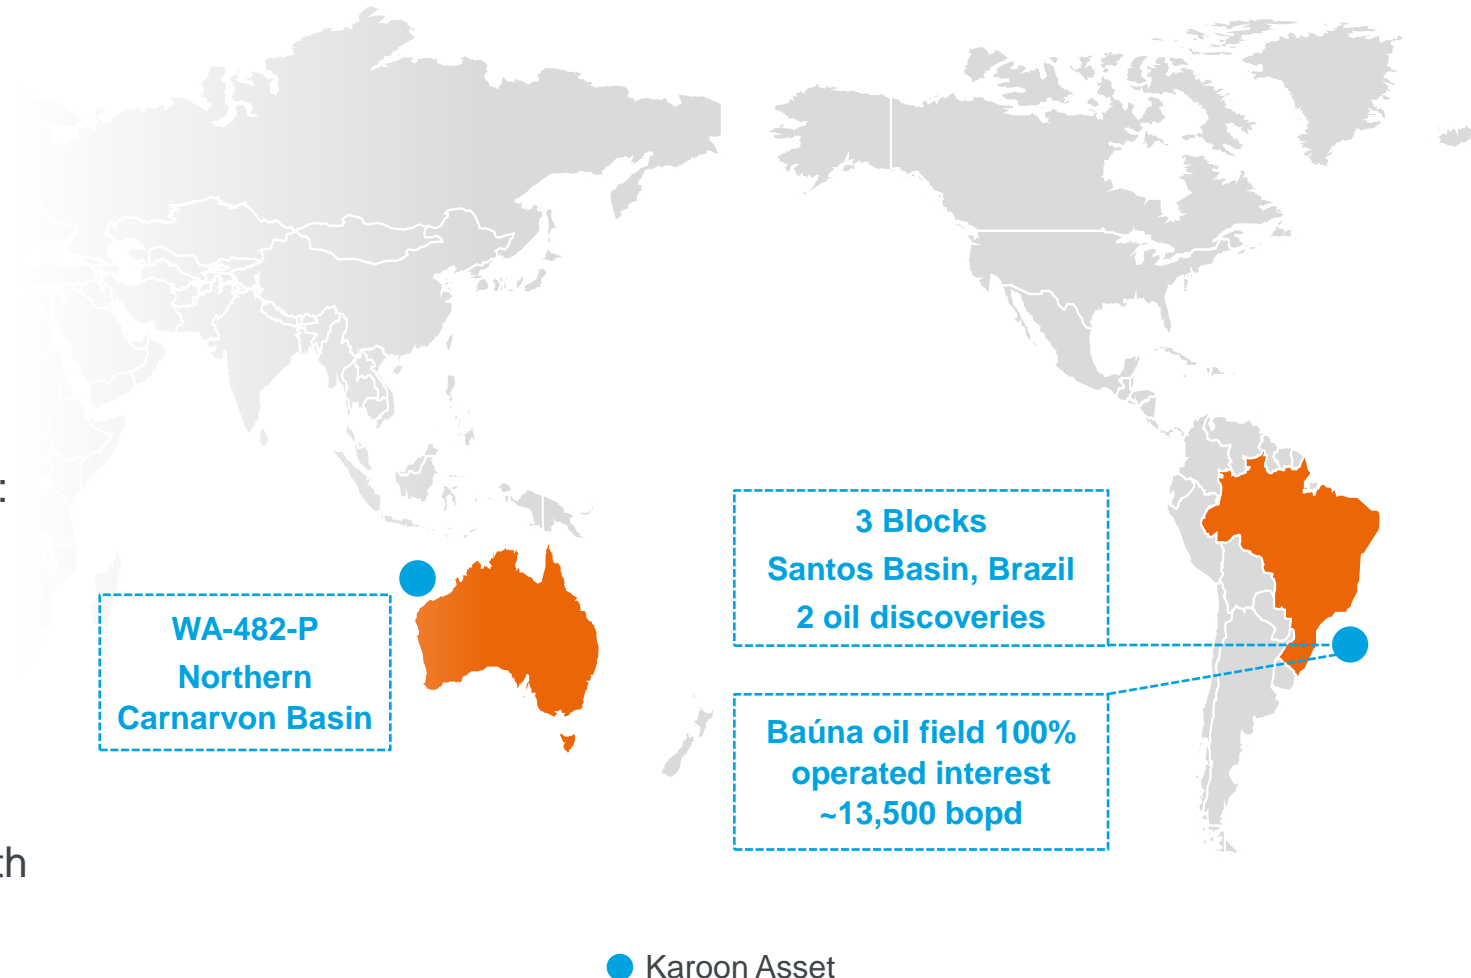 :
3 Blocks
Santos Basin, Brazil
2 oil discoveries
WA-482-P
Northern
Carnarvon Basin
Baúna oil field 100%
operated interest
~13,500 bopd
th
Karoon Asset